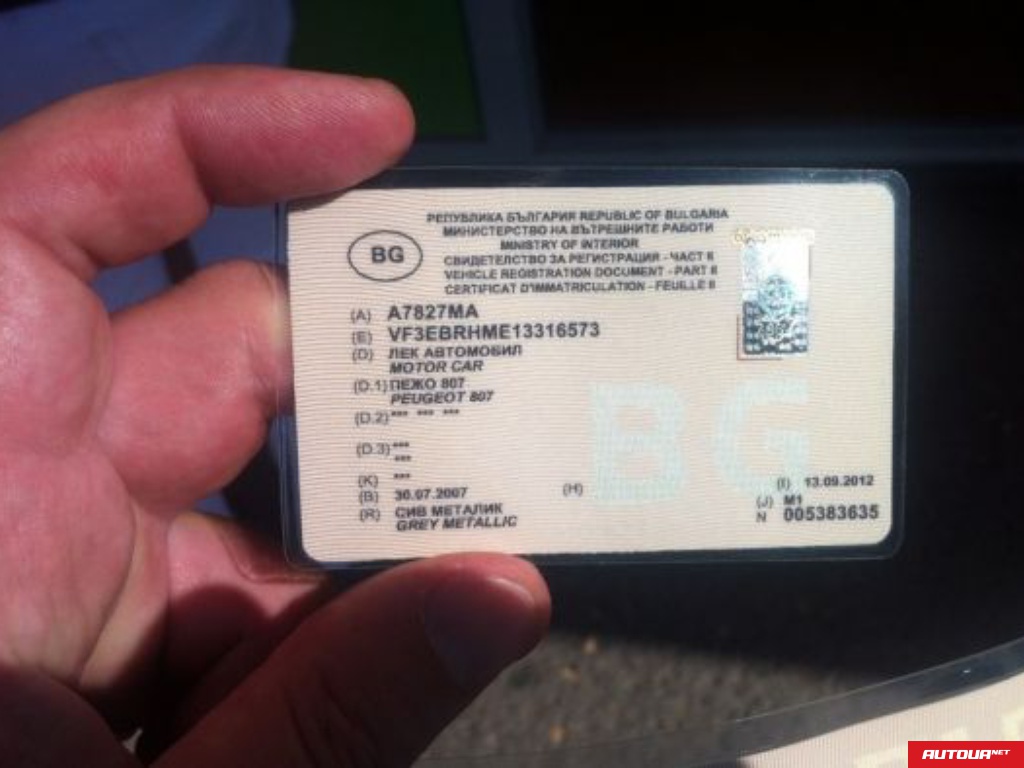 РЕПУБЛИКА БЪЛГАРИЯ REPUBLIC OF BULGARIA
МИНИСТЕРСТВО НА ВЪТРЕШНИТЕ РАБОТИ
MINISTRY OF INTERIOR
СВИДЕТЕЛСТВО ЗА РЕГИСТРАЦИЯ - ЧАСТ II
VEHICLE REGISTRATION DOCUMENT - PART II
CERTIFICAT D'IMMATRICULATION - FEUILLE II
BG
(A) A7827MA
(E) VF3EBRHME13316573
(D) ЛЕК АВТОМОБИЛ
MOTOR CAR
(D.1) ПЕЖО 807
PEUGEOT 807
(D.2) *** *** ***
(D.3) ***
***
(K) ***
(B) 30.07.2007
(R) СИВ МЕТАЛИК
GREY METALLIC
(H)
(I) 13.09.2012
(J) M1
N 005383635
BG
AUTOUA.NET